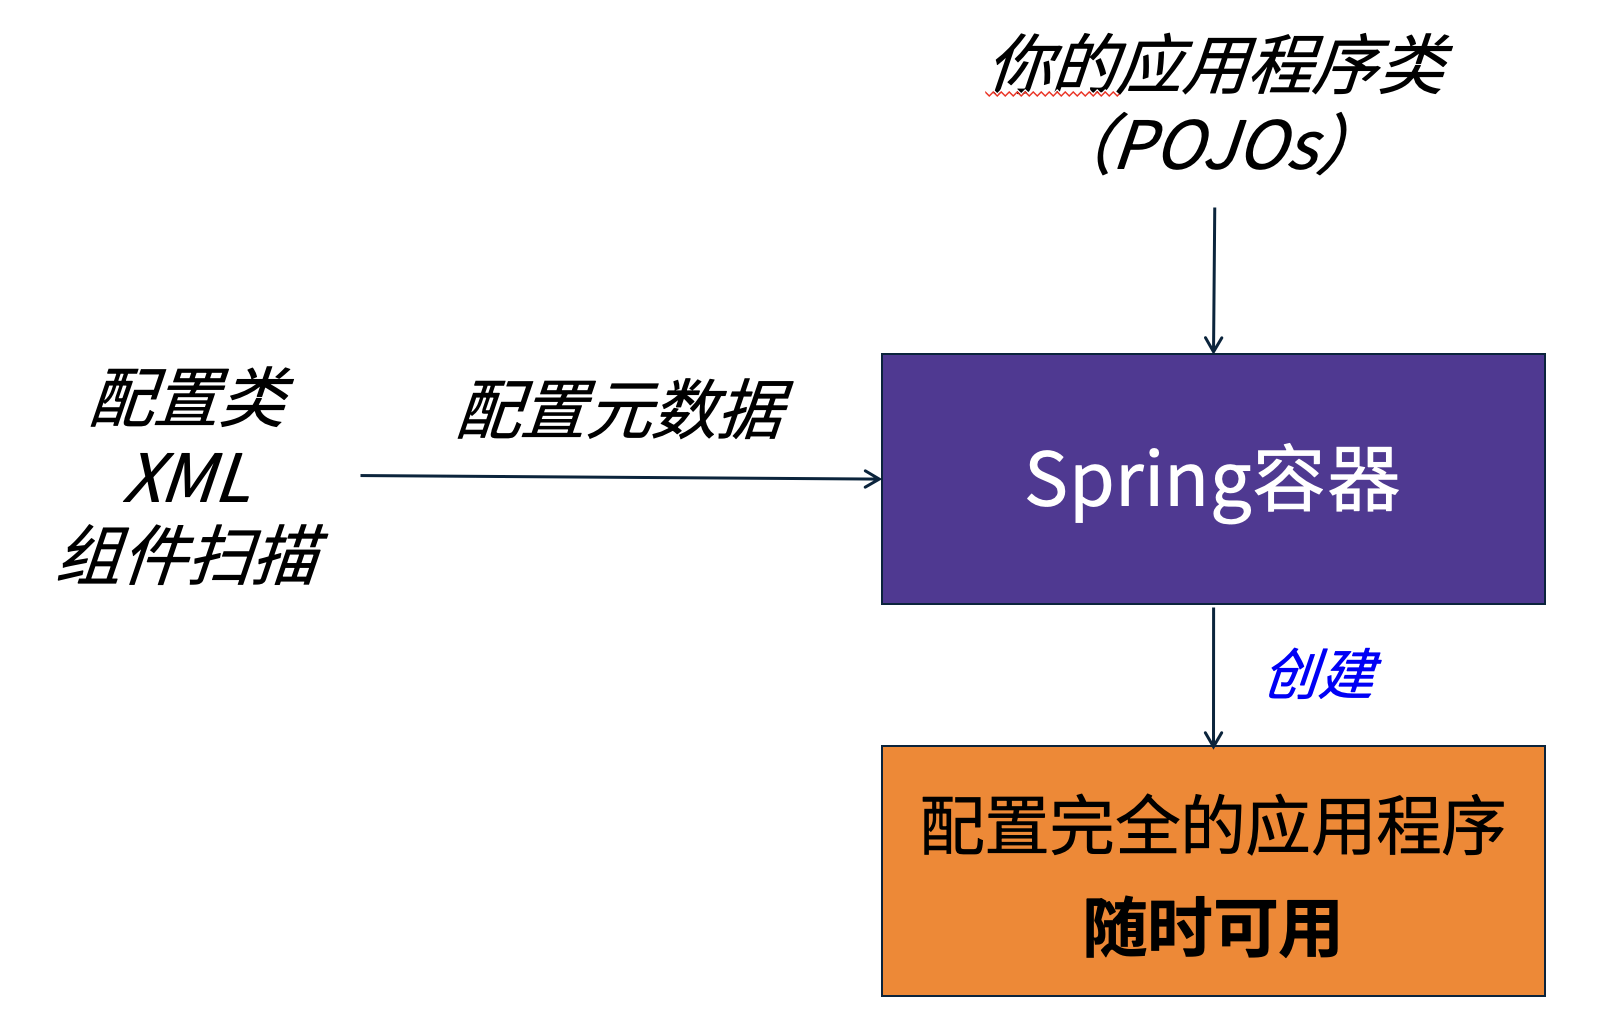 你的应用程序类
（POJOs）
配置类
XML
组件扫描
配置元数据
Spring容器
创建
配置完全的应用程序
随时可用